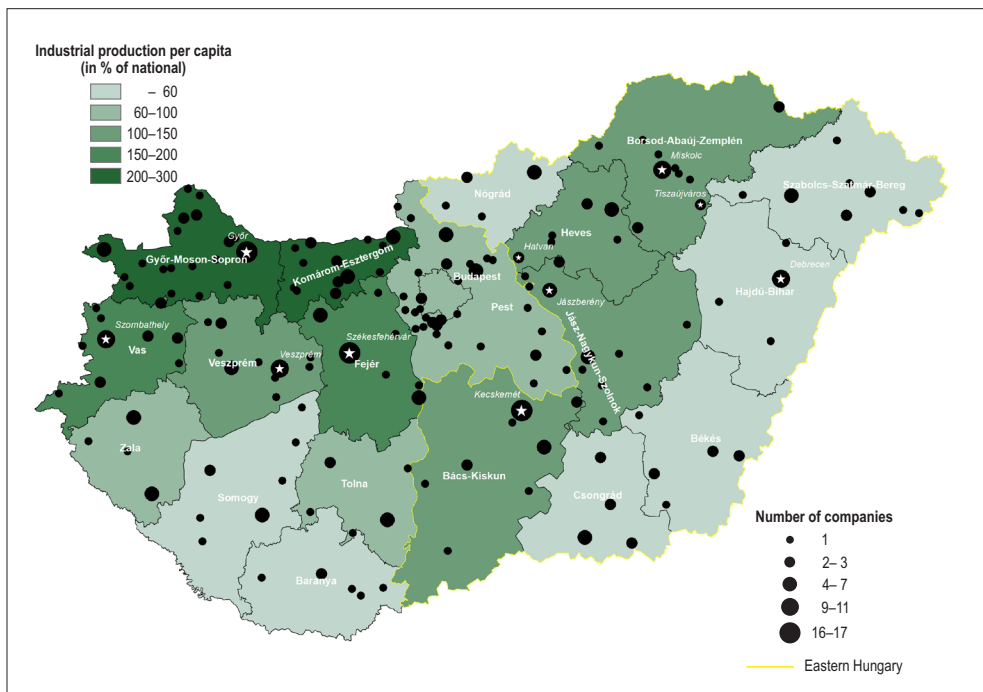 Industrial production per capita
(in % of national)
– 60
60–100
100–150
150–200
200–300
Borsod-Abaúj-Zemplén
Miskolc
Szabolcs-Szatmár-Bereg
Nógrád
Tiszaújváros
Győr
Heves
Hatvan
Győr-Moson-Sopron
Komárom-Esztergom
Budapest
Debrecen
Hajdú-Bihar
Jászberény
Pest
Szombathely
Székesfehérvár
Vas
Veszprém
Veszprém
Fejér
Jász-Nagykun-Szolnok
Kecskemét
Zala
Békés
Bács-Kiskun
Tolna
Somogy
Csongrád
Baranya
Number of companies
1
2– 3
4– 7
9–11
16–17
Eastern Hungary